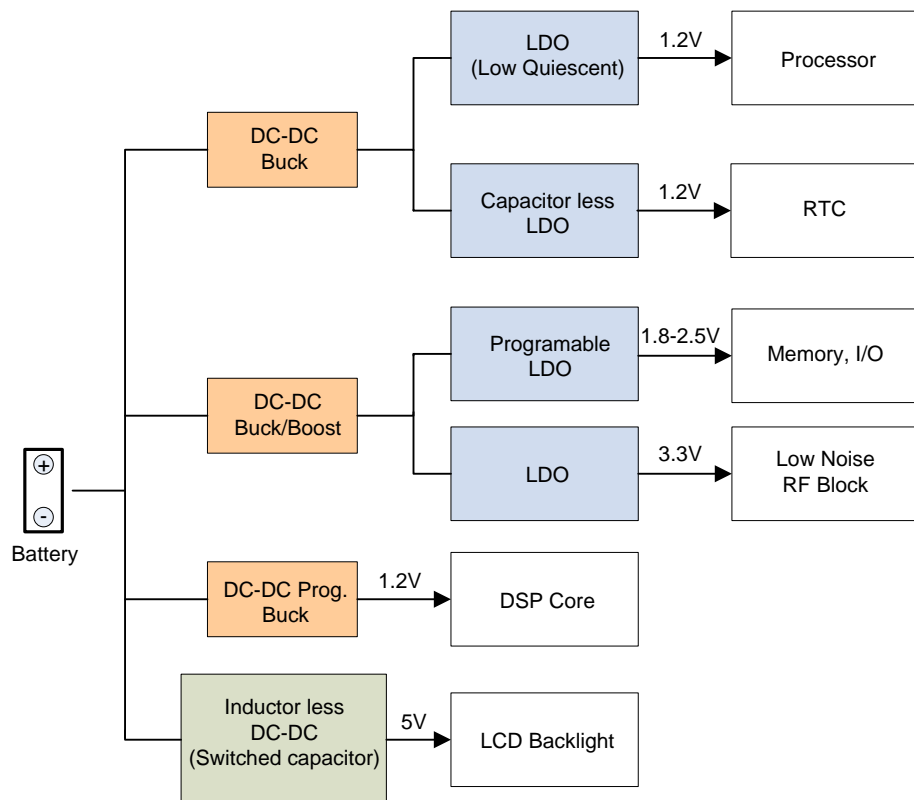 LDO
(Low Quiescent)
1.2V
Processor
DC-DC
Buck
Capacitor less
LDO
1.2V
RTC
Programable
LDO
1.8-2.5V
Memory, I/O
DC-DC
Buck/Boost
LDO
3.3V
Low Noise
RF Block
+
-
Battery
DC-DC Prog.
Buck
1.2V
DSP Core
Inductor less
DC-DC
(Switched capacitor)
5V
LCD Backlight